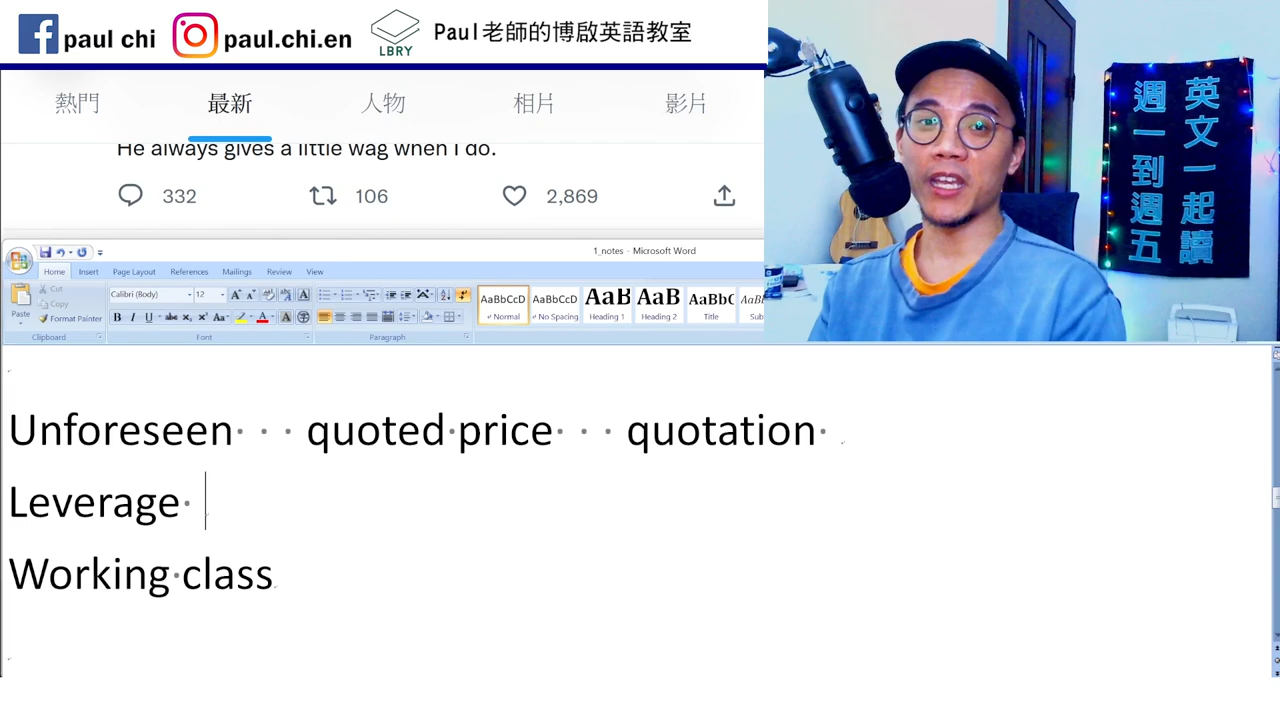 paul chi
paul.chi.en
LBRY
Paul老師的博啟英語教室
熱門 最新 人物 相片 影片
He always gives a little wag when I do.
332 106 2,869
1_notes - Microsoft Word
Home Insert Page Layout References Mailings Review View
Paste
Cut
Copy
Format Painter
Clipboard
Calibri (Body) 12
Font
Paragraph
AaBbCcD AaBbCcD AaB AaB AaBbC AaB
Normal No Spacing Heading 1 Heading 2 Title Sub
英文一起讀
週一到週五
Unforeseen quoted price quotation
Leverage
Working class